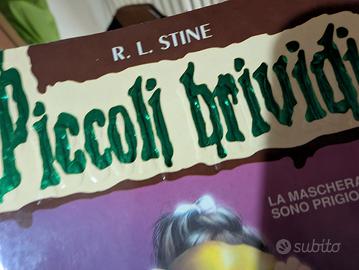 R. L. STINE
Piccoli brividi
LA MASCHERA
SONO PRIGIO
subito